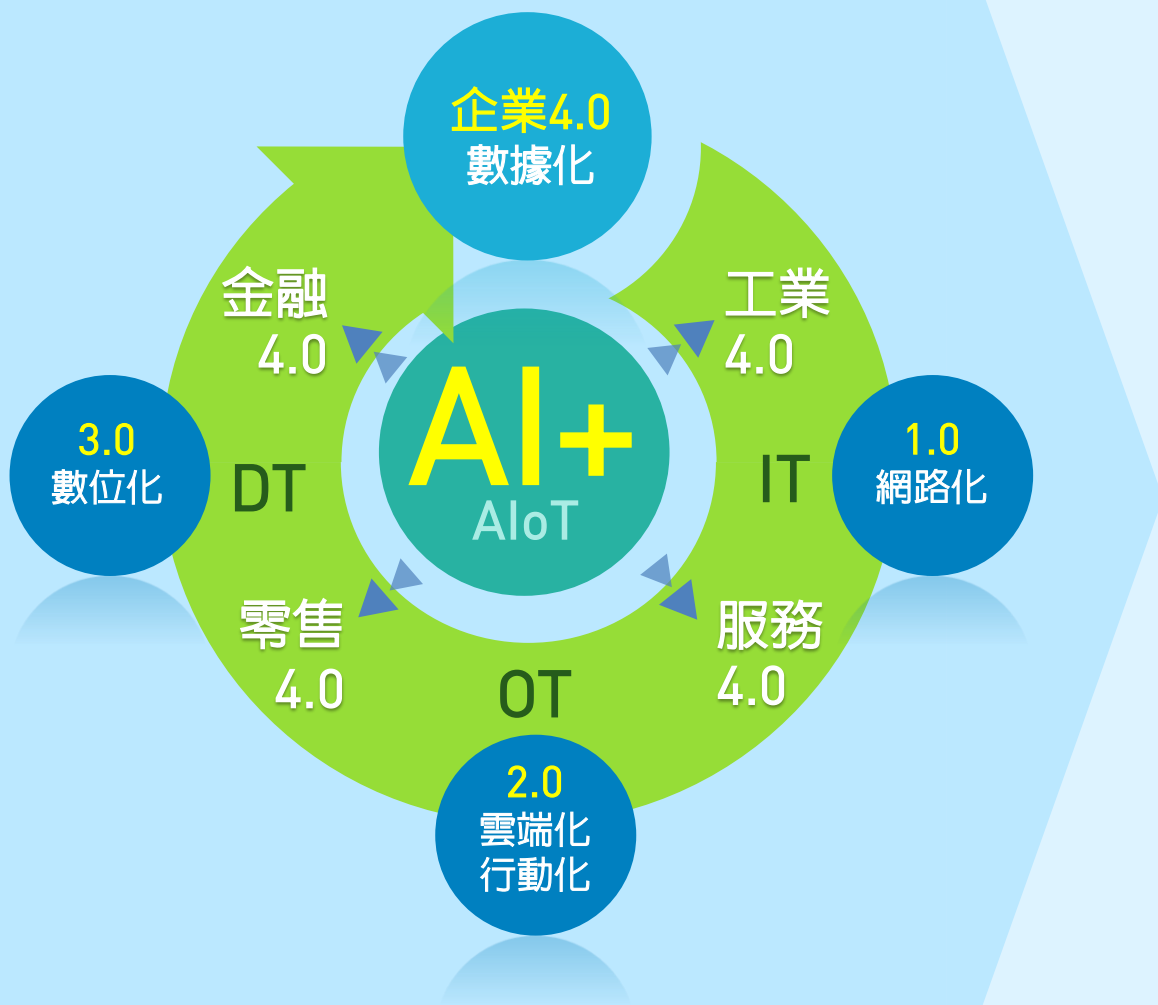 企業4.0
數據化
金融
4.0
工業
4.0
AI+
AIoT
3.0
數位化
DT
IT
1.0
網路化
零售
4.0
服務
4.0
OT
2.0
雲端化
行動化